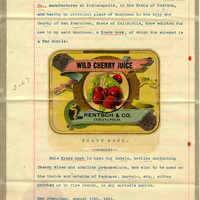 Co., manufacturers at Indianapolis, in the State of Indiana,
and having my principal place of business in the City and
County of San Francisco, State of California, have adopted for
use in my said business, a Trade Mark, of which the annexed is
a fac simile:
WILD CHERRY JUICE
RENTSCH & CO.
INDIANAPOLIS
TRADE MARK.
This Trade Mark is used for labels, bottles containing
Cherry Wines and similar preparations, and also to be used on
the inside and outside of Packages, barrels, etc., either
printed or by fire brands, in any suitable manner.
San Francisco, August 15th, 1891.